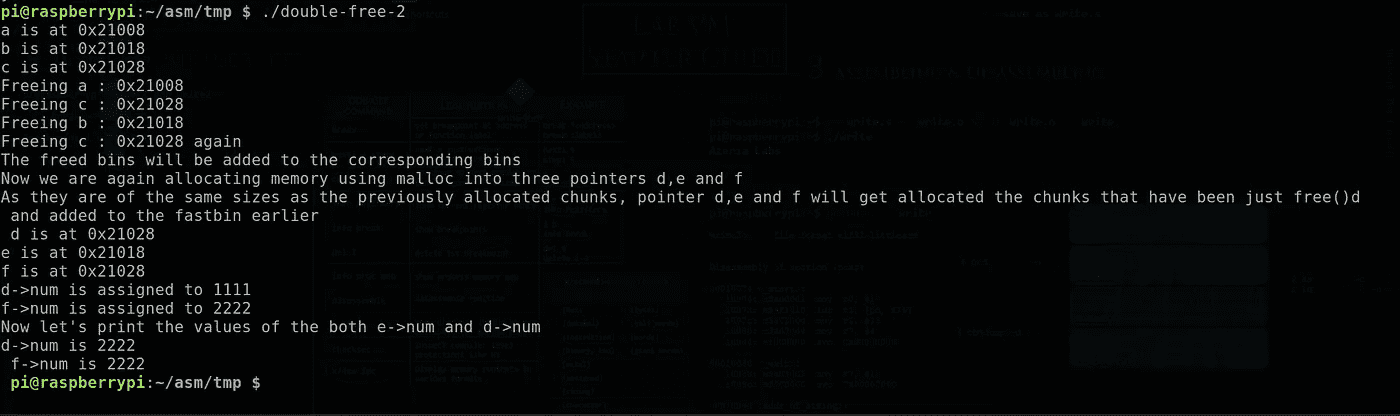 pi@raspberrypi:~/asm/tmp $ ./double-free-2
a is at 0x21008
b is at 0x21018
c is at 0x21028
Freeing a : 0x21008
Freeing c : 0x21028
Freeing b : 0x21018
Freeing c : 0x21028 again
The freed bins will be added to the corresponding bins
Now we are again allocating memory using malloc into three pointers d,e and f
As they are of the same sizes as the previously allocated chunks, pointer d,e and f will get allocated the chunks that have been just free()d
 and added to the fastbin earlier
 d is at 0x21028
e is at 0x21018
f is at 0x21028
d->num is assigned to 1111
f->num is assigned to 2222
Now let's print the values of the both e->num and d->num
d->num is 2222
 f->num is 2222
 pi@raspberrypi:~/asm/tmp $